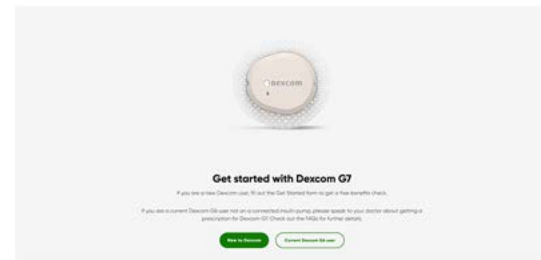 Dexcom
Get started with Dexcom G7
If you are a new Dexcom user, fill out the Get Started form to get a free benefits check.
If you are a current Dexcom G6 user not on a connected insulin pump, please speak to your doctor about getting a
prescription for Dexcom G7. Check out the FAQs for further details.
New to Dexcom
Current Dexcom G6 user